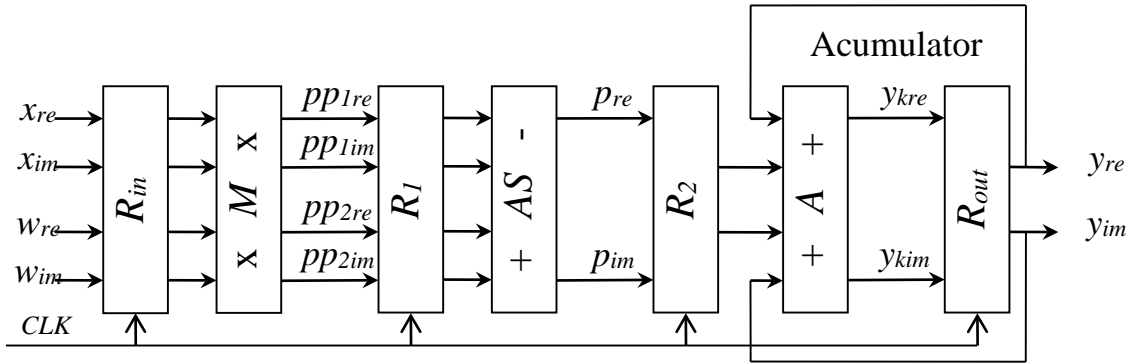 Acumulator
x_re
x_im
w_re
w_im
CLK
R_in
x M x
pp_1re
pp_1im
pp_2re
pp_2im
R_1
+ AS -
p_re
p_im
R_2
+ A +
y_kre
y_kim
R_out
y_re
y_im